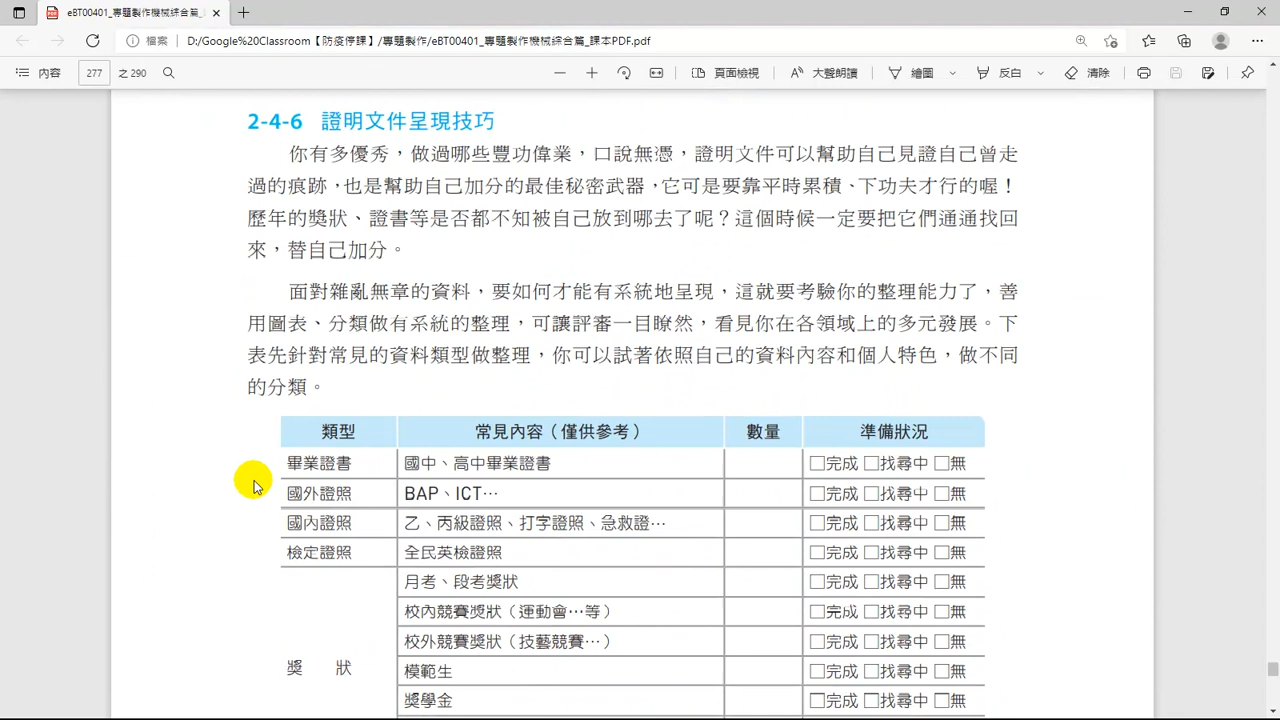 eBT00401_專題製作機械綜合篇_
檔案 D:/Google%20Classroom【防疫停課】/專題製作/eBT00401_專題製作機械綜合篇_課本PDF.pdf
內容 277 之 290 頁面檢視 大聲朗讀 繪圖 反白 清除
2-4-6 證明文件呈現技巧
你有多優秀，做過哪些豐功偉業，口說無憑，證明文件可以幫助自己見證自己曾走
過的痕跡，也是幫助自己加分的最佳秘密武器，它可是要靠平時累積、下功夫才行的喔！
歷年的獎狀、證書等是否都不知被自己放到哪去了呢？這個時候一定要把它們通通找回
來，替自己加分。
面對雜亂無章的資料，要如何才能有系統地呈現，這就要考驗你的整理能力了，善
用圖表、分類做有系統的整理，可讓評審一目瞭然，看見你在各領域上的多元發展。下
表先針對常見的資料類型做整理，你可以試著依照自己的資料內容和個人特色，做不同
的分類。
類型 常見內容（僅供參考） 數量 準備狀況
畢業證書 國中、高中畢業證書 □完成 □找尋中 □無
國外證照 BAP、ICT… □完成 □找尋中 □無
國內證照 乙、丙級證照、打字證照、急救證… □完成 □找尋中 □無
檢定證照 全民英檢證照 □完成 □找尋中 □無
月考、段考獎狀 □完成 □找尋中 □無
校內競賽獎狀（運動會…等） □完成 □找尋中 □無
校外競賽獎狀（技藝競賽…） □完成 □找尋中 □無
獎 狀 模範生 □完成 □找尋中 □無
獎學金 □完成 □找尋中 □無